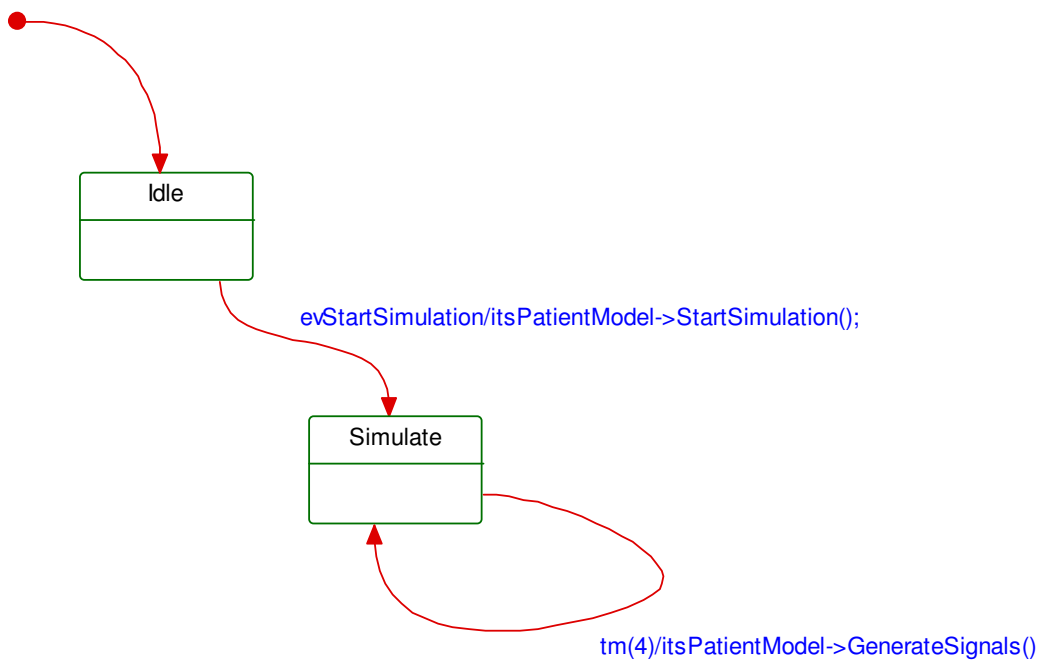 Idle
evStartSimulation/itsPatientModel->StartSimulation();
Simulate
tm(4)/itsPatientModel->GenerateSignals()